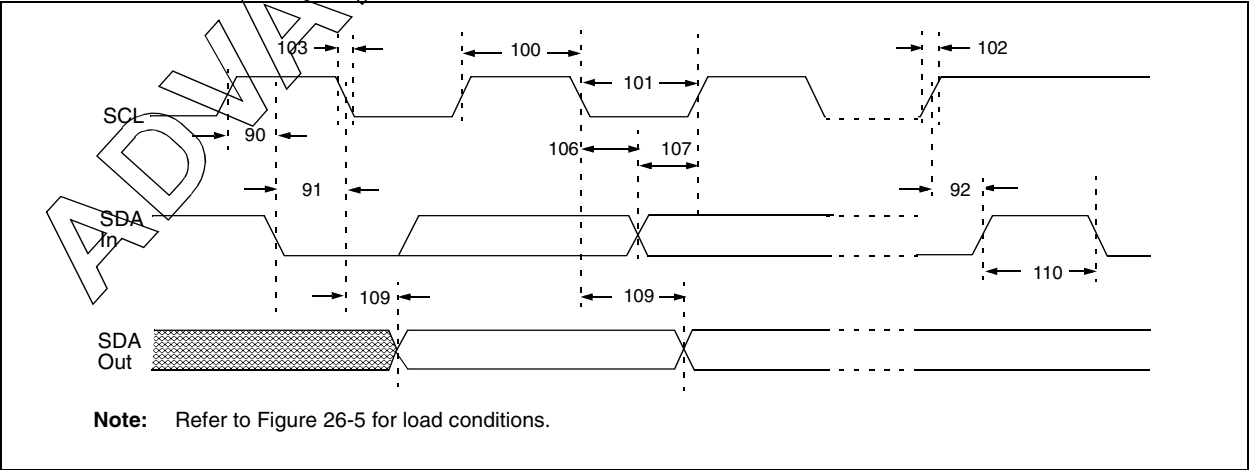 103
100
102
101
SCL
90
106
107
91
92
SDA
In
110
109
109
SDA
Out
Note: Refer to Figure 26-5 for load conditions.
ADVA